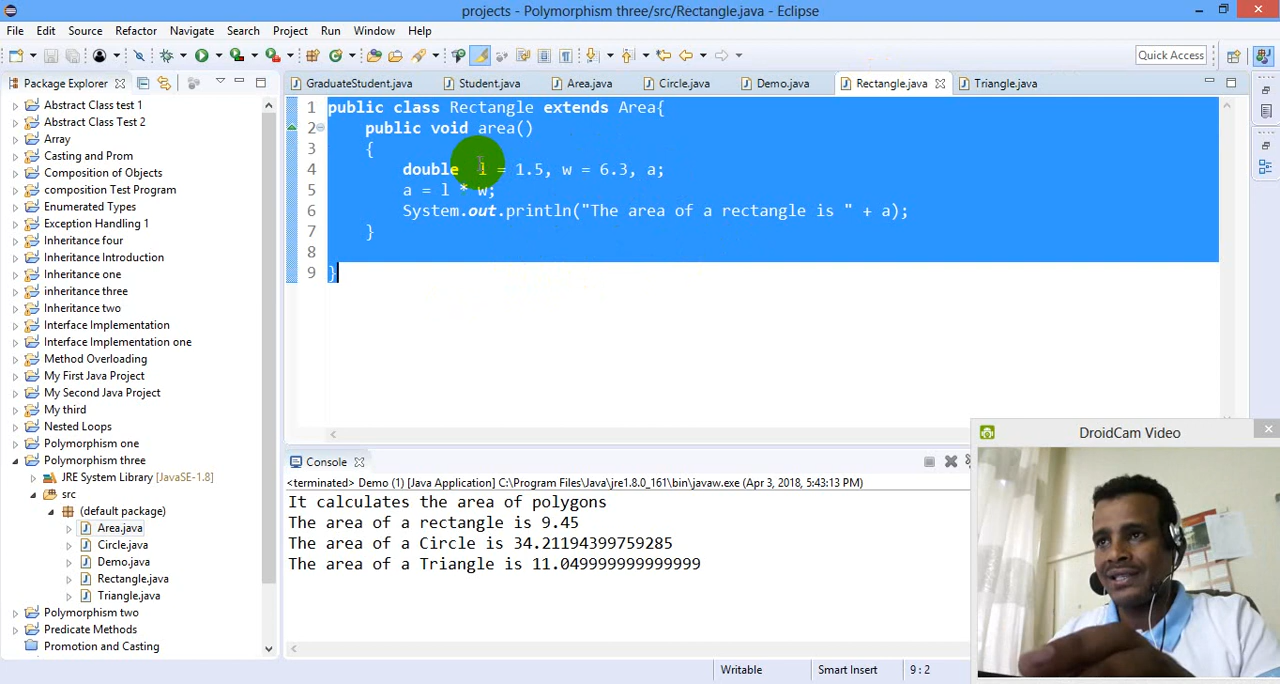 projects - Polymorphism three/src/Rectangle.java - Eclipse
File Edit Source Refactor Navigate Search Project Run Window Help
Quick Access
Package Explorer
GraduateStudent.java Student.java Area.java Circle.java Demo.java Rectangle.java Triangle.java
Abstract Class test 1
Abstract Class Test 2
Array
Casting and Prom
Composition of Objects
composition Test Program
Enumerated Types
Exception Handling 1
Inheritance four
Inheritance Introduction
Inheritance one
inheritance three
Inheritance two
Interface Implementation
Interface Implementation one
Method Overloading
My First Java Project
My Second Java Project
My third
Nested Loops
Polymorphism one
Polymorphism three
JRE System Library [JavaSE-1.8]
src
(default package)
Area.java
Circle.java
Demo.java
Rectangle.java
Triangle.java
Polymorphism two
Predicate Methods
Promotion and Casting
1 public class Rectangle extends Area{
2 public void area()
3 {
4 double l = 1.5, w = 6.3, a;
5 a = l * w;
6 System.out.println("The area of a rectangle is " + a);
7 }
8
9 }
DroidCam Video
Console
<terminated> Demo (1) [Java Application] C:\Program Files\Java\jre1.8.0_161\bin\javaw.exe (Apr 3, 2018, 5:43:13 PM)
It calculates the area of polygons
The area of a rectangle is 9.45
The area of a Circle is 34.21194399759285
The area of a Triangle is 11.049999999999999
Writable Smart Insert 9 : 2